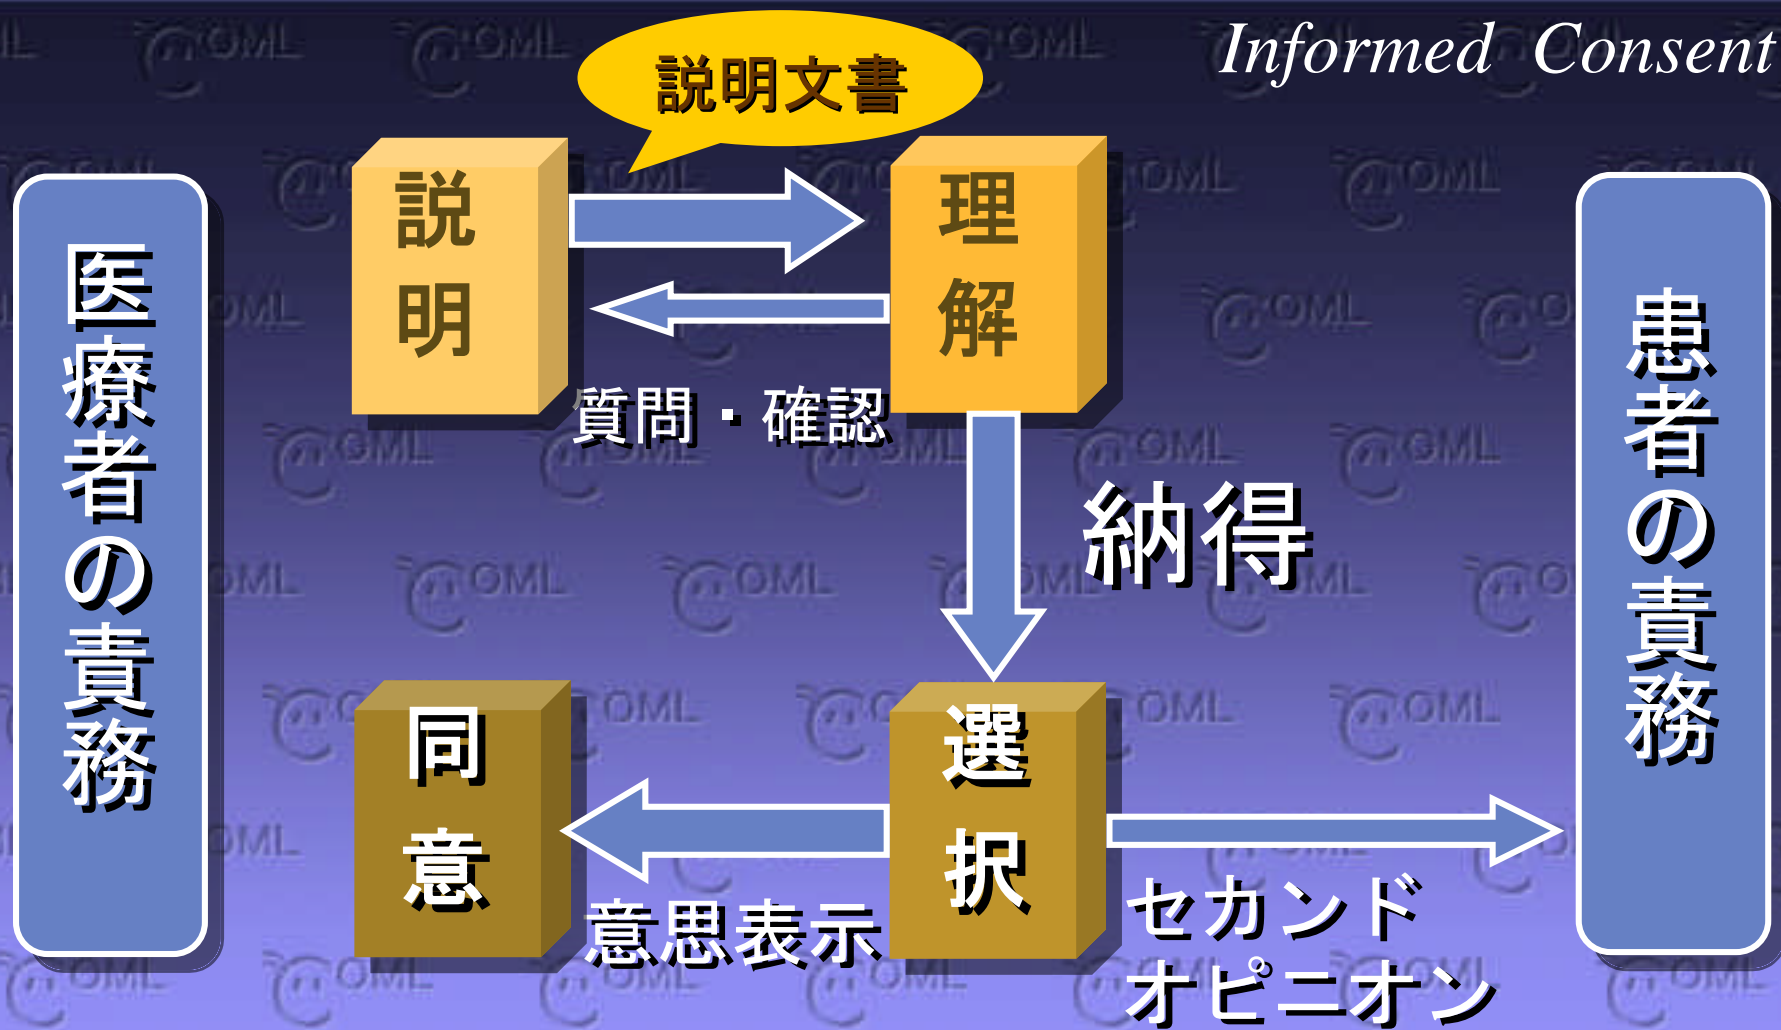 Informed Consent
説明文書
医療者の責務
説明
理解
質問・確認
納得
患者の責務
同意
選択
意思表示
セカンド
オピニオン
COML